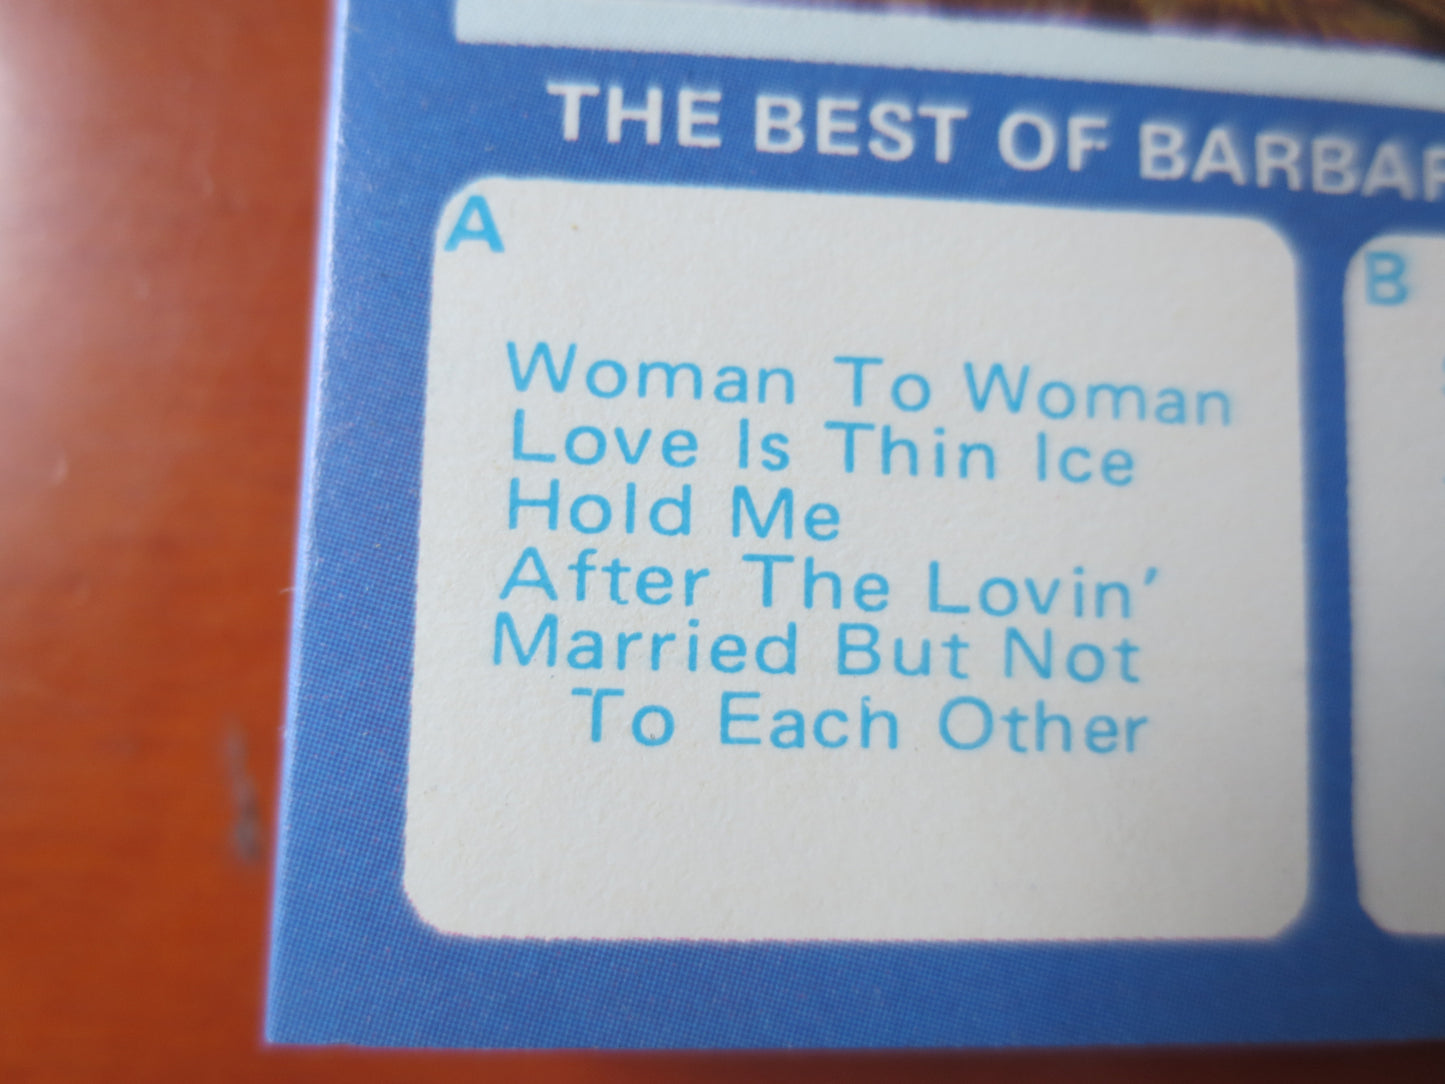 THE BEST OF
A
Woman To Woman
Love Is Thin Ice
Hold Me
After The Lovin'
Married But Not
To Each Other
B